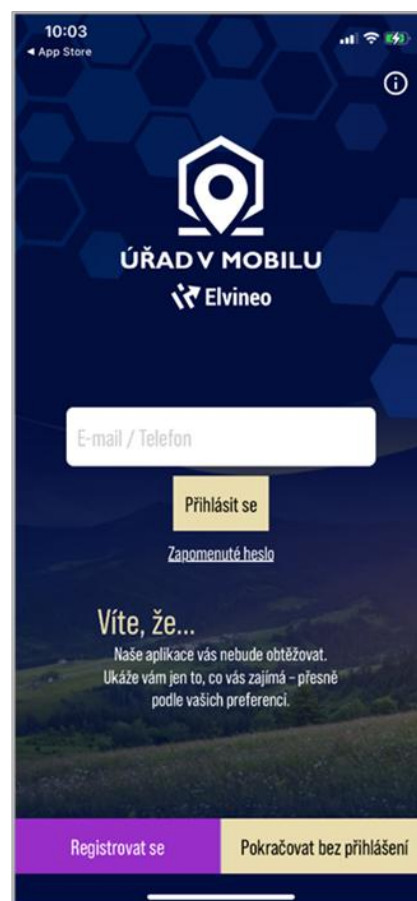 10:03
◀ App Store
ÚŘAD V MOBILU
Elvineo
E-mail / Telefon
Přihlásit se
Zapomenuté heslo
Víte, že...
Naše aplikace vás nebude obtěžovat.
Ukáže vám jen to, co vás zajímá – přesně
podle vašich preferencí.
Registrovat se
Pokračovat bez přihlášení